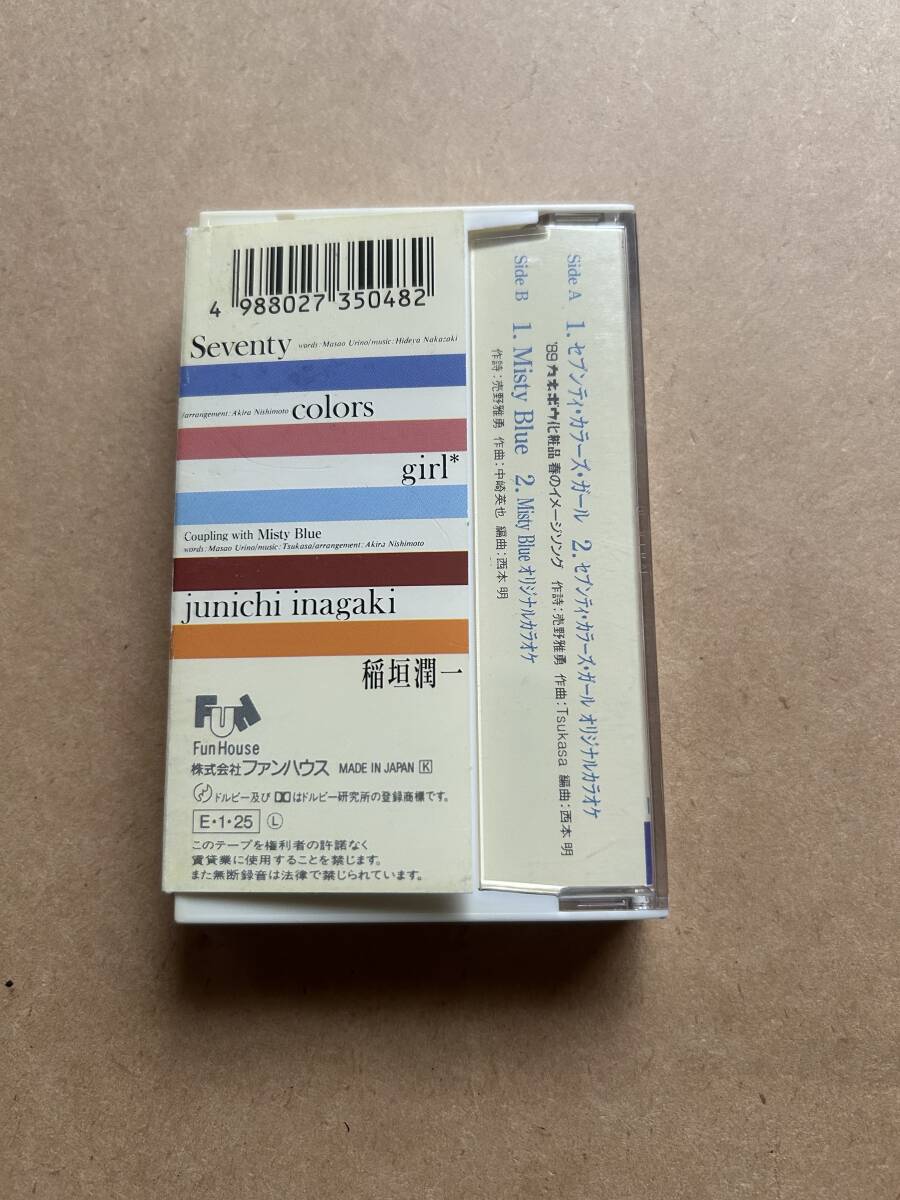 4 988027 350482
Seventy words: Masao Urino/music: Hideya Nakazaki
/arrangement: Akira Nishimoto colors
girl*
Coupling with Misty Blue
words: Masao Urino/music: Tsukasa/arrangement: Akira Nishimoto
junichi inagaki
稲垣潤一
Fun
Fun House
株式会社ファンハウス MADE IN JAPAN K
ドルビー及び はドルビー研究所の登録商標です。
E・1・25 L
このテープを権利者の許諾なく
賃貸業に使用することを禁じます。
また無断録音は法律で禁じられています。
Side A 1. セブンティ・カラーズ・ガール 2. セブンティ・カラーズ・ガール オリジナルカラオケ
'89 カネボウ化粧品 春のイメージソング 作詩:売野雅勇 作曲:Tsukasa 編曲:西本 明
Side B 1. Misty Blue 2. Misty Blue オリジナルカラオケ
作詩:売野雅勇 作曲:中崎英也 編曲:西本 明